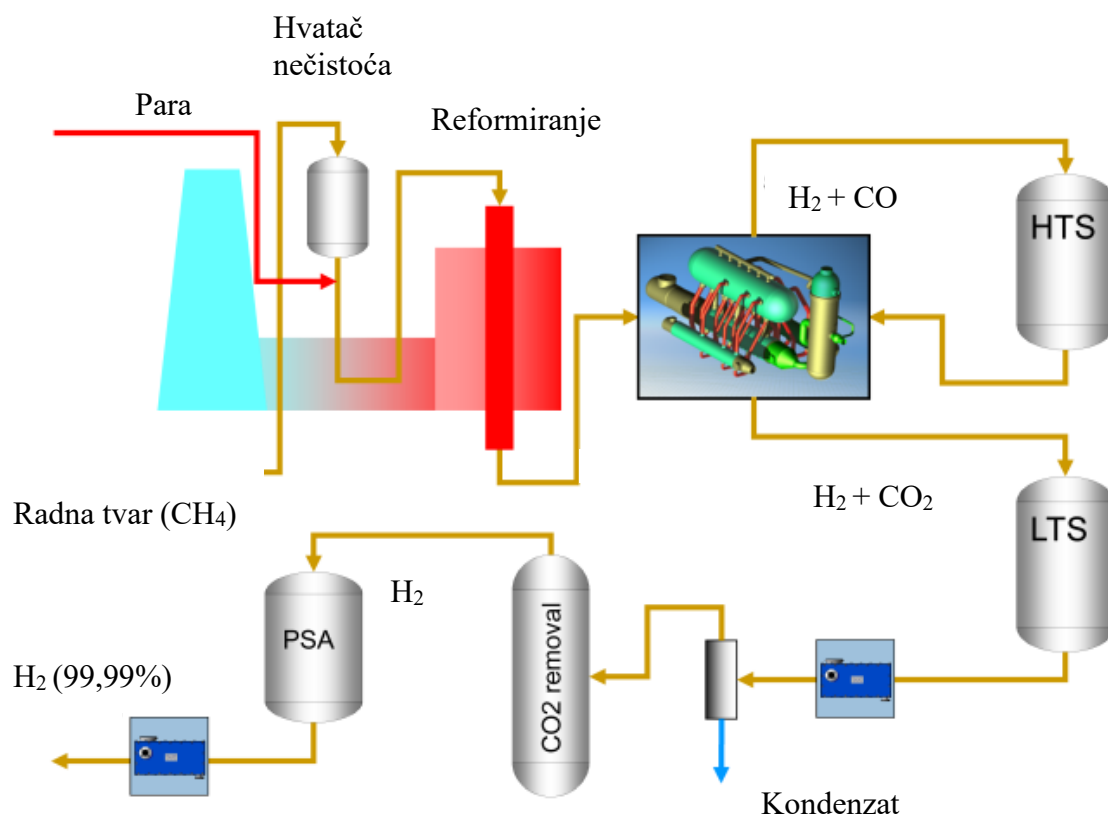 Hvatač
nečistoća
Para
Reformiranje
H₂ + CO
HTS
Radna tvar (CH₄)
H₂ + CO₂
LTS
H₂
PSA
CO2 removal
H₂ (99,99%)
Kondenzat